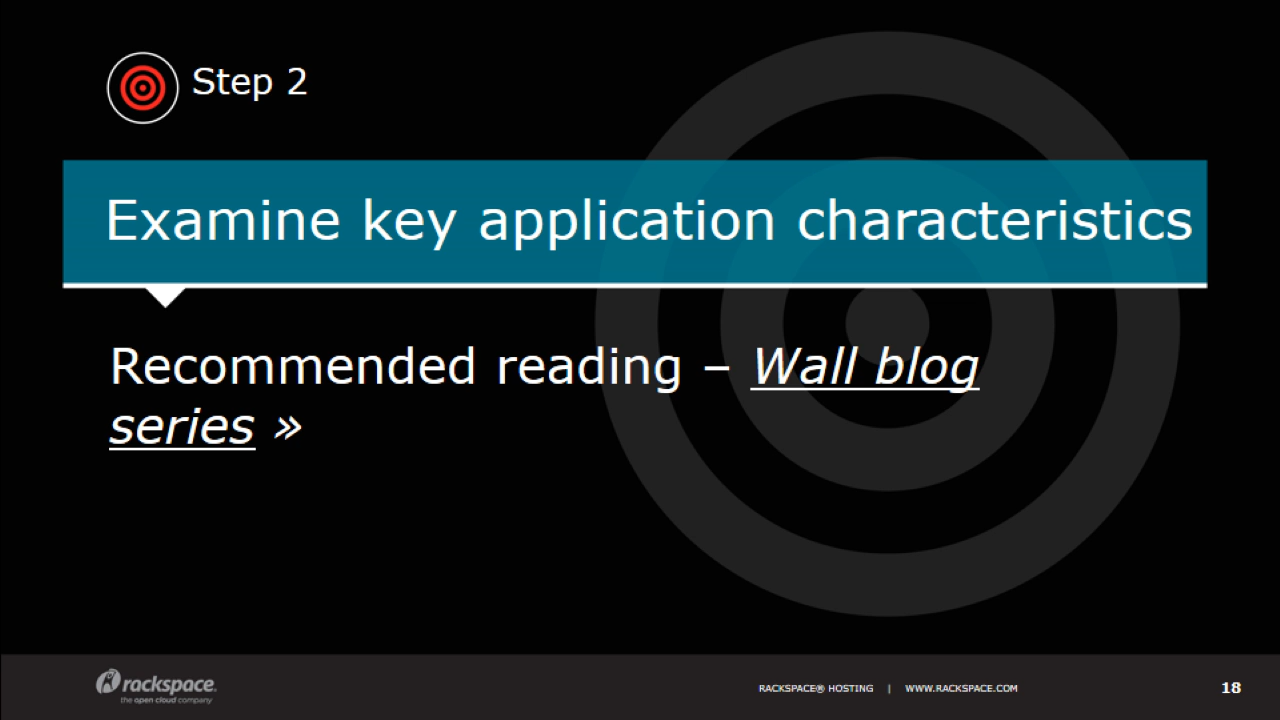 Step 2
Examine key application characteristics
Recommended reading – Wall blog
series »
rackspace.
the open cloud company
RACKSPACE® HOSTING | WWW.RACKSPACE.COM
18